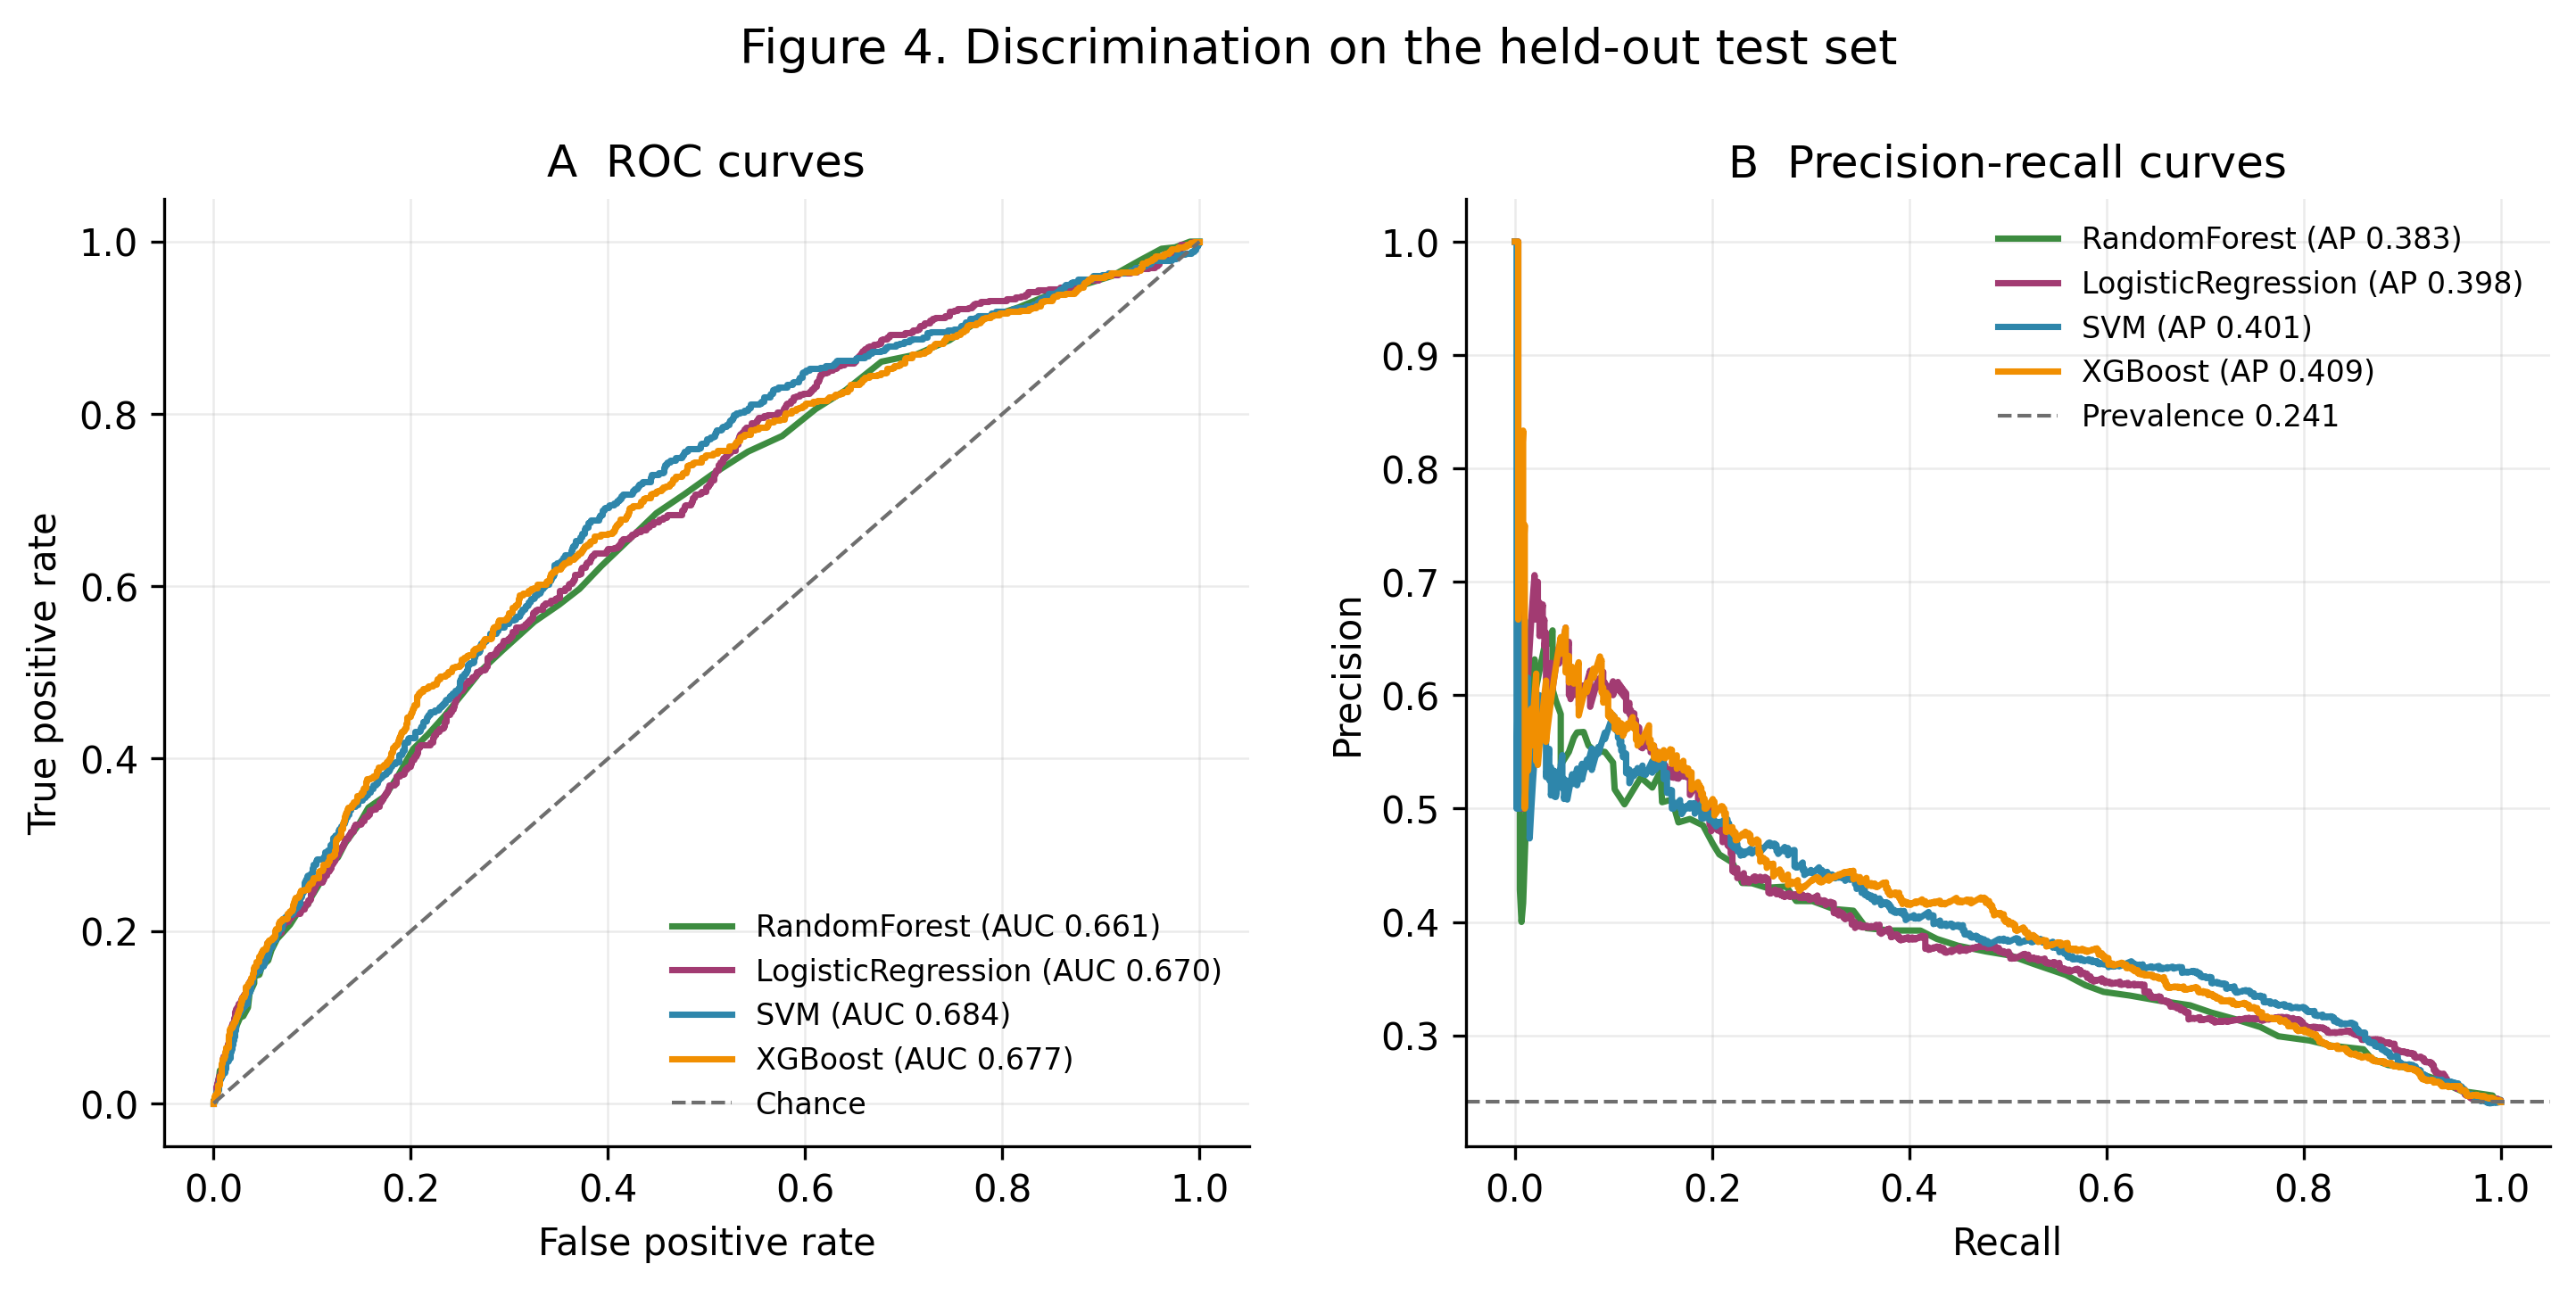 Figure 4. Discrimination on the held-out test set
A  ROC curves
1.0
0.8
0.6
0.4
0.2
0.0
True positive rate
RandomForest (AUC 0.661)
LogisticRegression (AUC 0.670)
SVM (AUC 0.684)
XGBoost (AUC 0.677)
Chance
0.0 0.2 0.4 0.6 0.8 1.0
False positive rate
B  Precision-recall curves
1.0
0.9
0.8
0.7
0.6
0.5
0.4
0.3
Precision
RandomForest (AP 0.383)
LogisticRegression (AP 0.398)
SVM (AP 0.401)
XGBoost (AP 0.409)
Prevalence 0.241
0.0 0.2 0.4 0.6 0.8 1.0
Recall